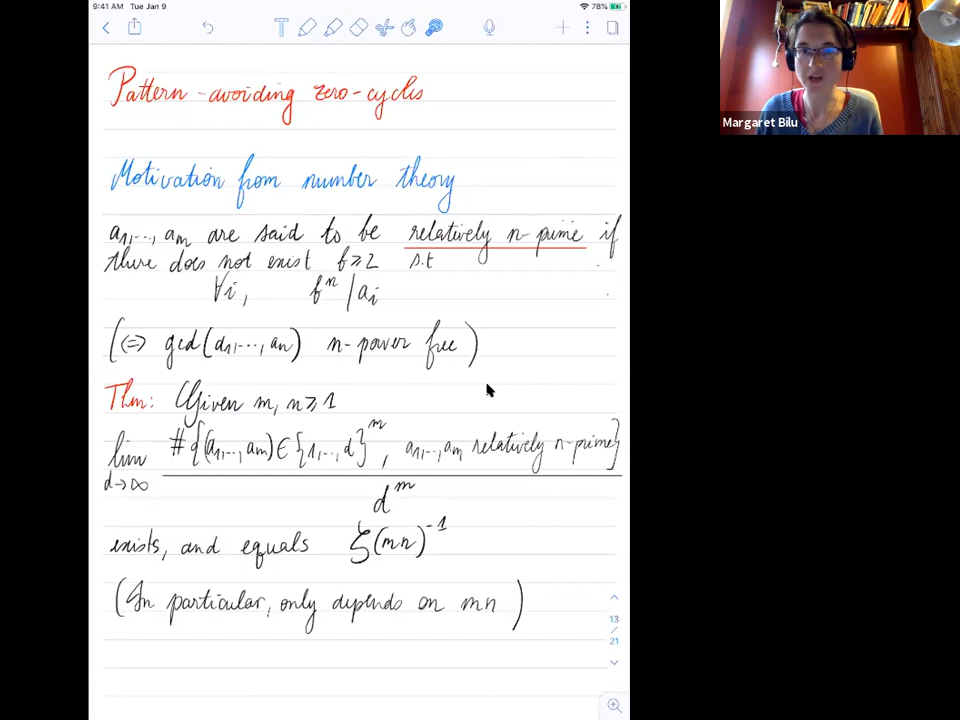 9:41 AM Tue Jan 9
78%
Pattern-avoiding zero-cycles
Motivation from number theory
a₁,..., aₘ are said to be relatively n-prime if
there does not exist b⩾2 s.t
∀i, bⁿ | aᵢ
(⇔ gcd(a₁,..., aₙ) n-power free)
Thm: Given m, n ⩾ 1
lim d→∞ #{(a₁,..., aₘ) ∈ {1,..., d}ᵐ, a₁,..., aₘ relatively n-prime}
dᵐ
exists, and equals ζ(mn)⁻¹
(In particular, only depends on mn)
13
/
21
Margaret Bilu